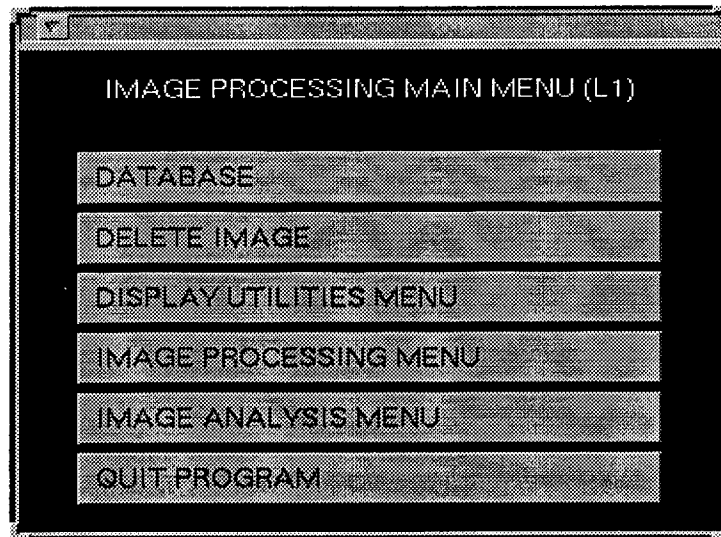 IMAGE PROCESSING MAIN MENU (L1)
DATABASE
DELETE IMAGE
DISPLAY UTILITIES MENU
IMAGE PROCESSING MENU
IMAGE ANALYSIS MENU
QUIT PROGRAM